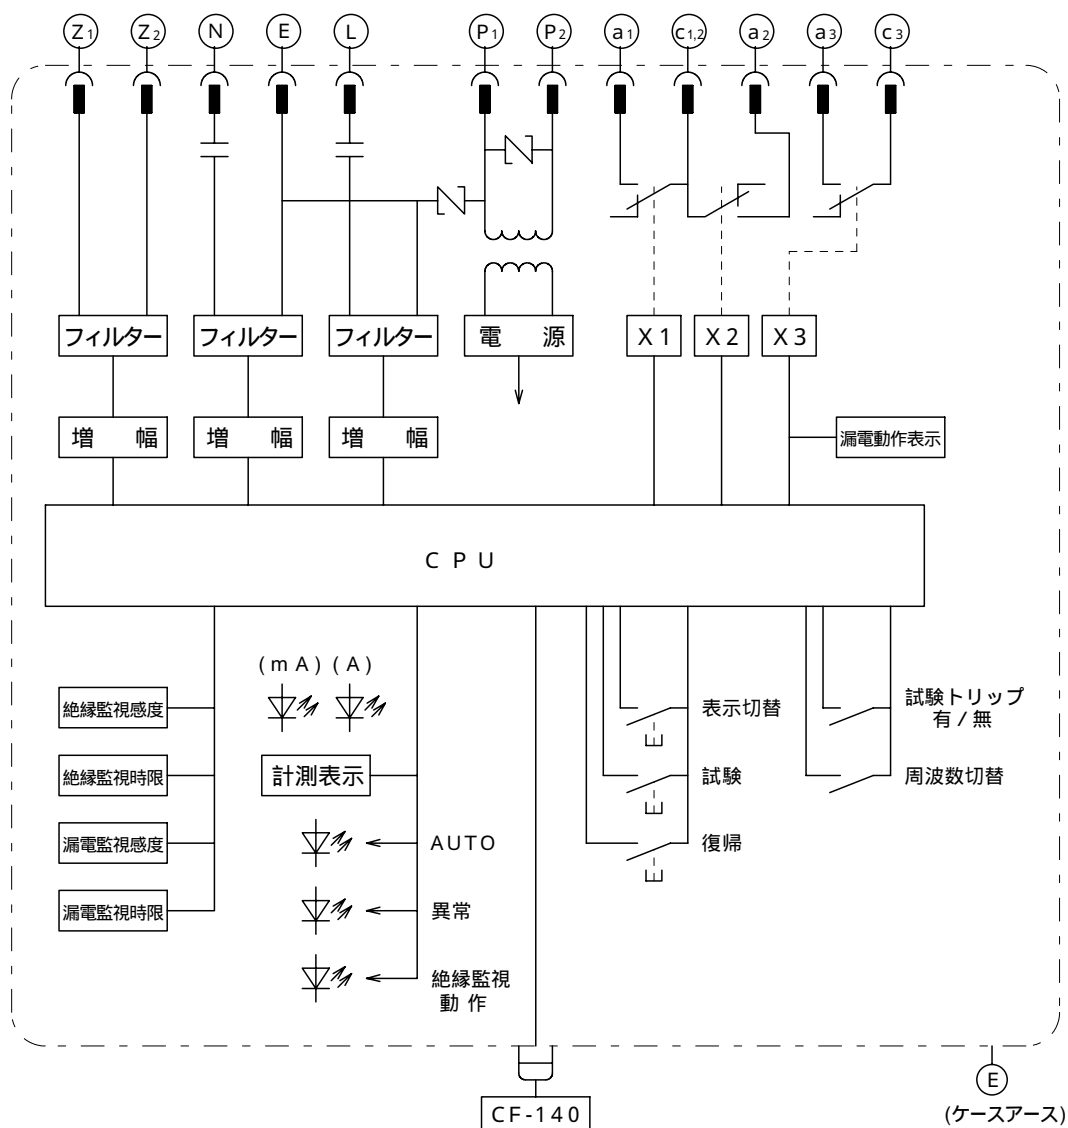 Z1 Z2 N E L P1 P2 a1 c1,2 a2 a3 c3
フィルター フィルター フィルター 電 源 X1 X2 X3
増 幅 増 幅 増 幅 漏電動作表示
CPU
(mA) (A)
絶縁監視感度 表示切替 試験トリップ
有/無
絶縁監視時限 計測表示 試験 周波数切替
漏電監視感度 AUTO 復帰
漏電監視時限 異常
絶縁監視
動作
E
CF-140 (ケースアース)